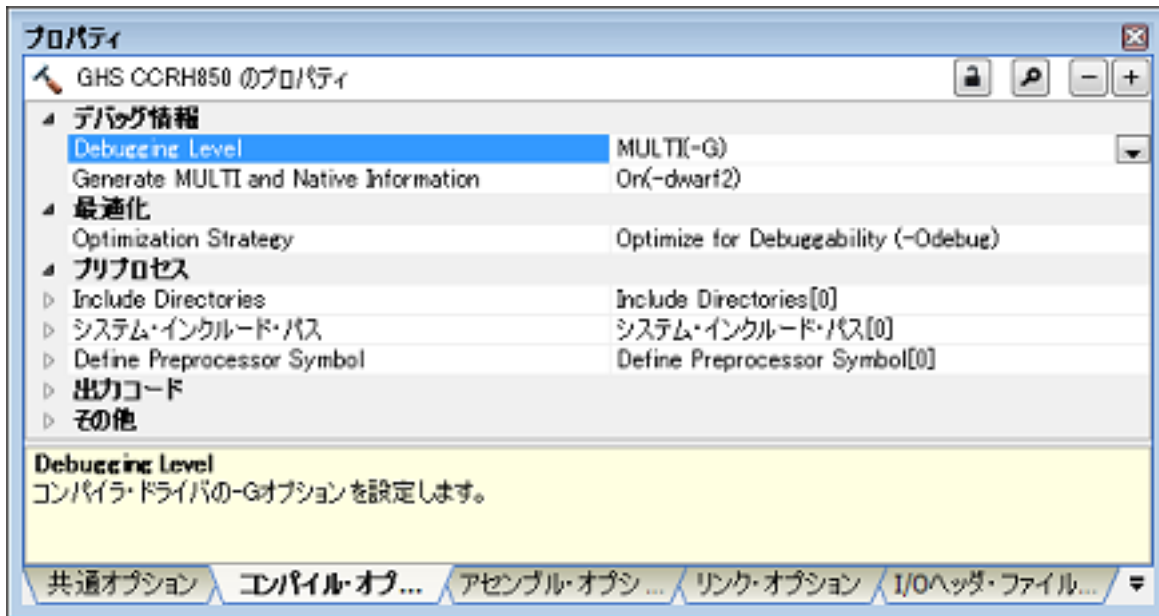 プロパティ
GHS CCRH850 のプロパティ
デバッグ情報
Debugging Level MULTI(-G)
Generate MULTI and Native Information On(-dwarf2)
最適化
Optimization Strategy Optimize for Debuggability (-Odebug)
プリプロセス
Include Directories Include Directories[0]
システム・インクルード・パス システム・インクルード・パス[0]
Define Preprocessor Symbol Define Preprocessor Symbol[0]
出力コード
その他
Debugging Level
コンパイラ・ドライバの-Gオプションを設定します。
共通オプション コンパイル・オプ... アセンブル・オプシ... リンク・オプション I/Oヘッダ・ファイル...